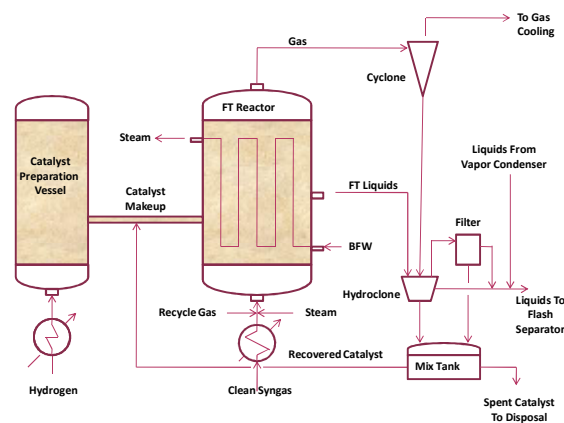 To Gas
Cooling
Gas
Cyclone
FT Reactor
Steam
Liquids From
Vapor Condenser
Catalyst
Preparation
Vessel
Catalyst
Makeup
FT Liquids
Filter
BFW
Hydroclone
Liquids To
Flash
Separator
Recycle Gas
Steam
Recovered Catalyst
Mix Tank
Hydrogen
Clean Syngas
Spent Catalyst
To Disposal